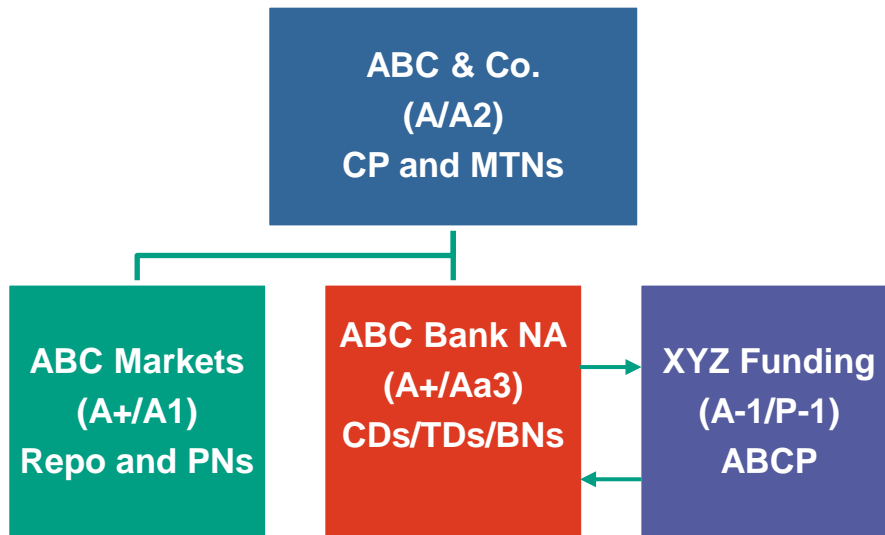 ABC & Co.
(A/A2)
CP and MTNs
ABC Markets
(A+/A1)
Repo and PNs
ABC Bank NA
(A+/Aa3)
CDs/TDs/BNs
XYZ Funding
(A-1/P-1)
ABCP